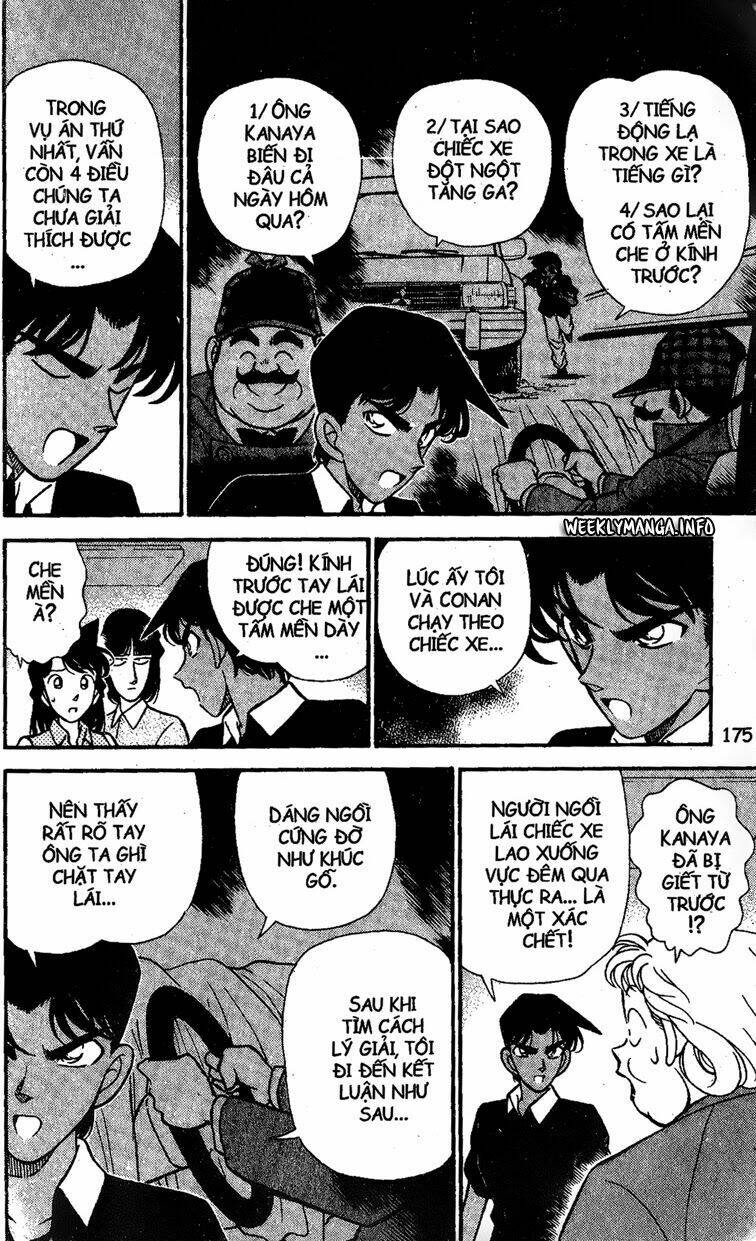 TRONG
VỤ ÁN THỨ
NHẤT, VẪN
CÒN 4 ĐIỀU
CHÚNG TA
CHƯA GIẢI
THÍCH ĐƯỢC
...
1/ ÔNG
KANAYA
BIẾN ĐI
ĐÂU CẢ
NGÀY HÔM
QUA?
2/ TẠI SAO
CHIẾC XE
ĐỘT NGỘT
TĂNG GA?
3/ TIẾNG
ĐỘNG LẠ
TRONG XE LÀ
TIẾNG GÌ?
4/ SAO LẠI
CÓ TẤM MỀN
CHE Ở KÍNH
TRƯỚC?
WEEKLYMANGA.INFO
CHE
MỀN
À?
ĐÚNG! KÍNH
TRƯỚC TAY LÁI
ĐƯỢC CHE MỘT
TẤM MỀN DÀY
...
LÚC ẤY TÔI
VÀ CONAN
CHẠY THEO
CHIẾC XE...
175
NÊN THẤY
RẤT RÕ TAY
ÔNG TA GHÌ
CHẶT TAY
LÁI...
DÁNG NGỒI
CỨNG ĐỜ
NHƯ KHÚC
GỖ.
SAU KHI
TÌM CÁCH
LÝ GIẢI, TÔI
ĐI ĐẾN KẾT
LUẬN NHƯ
SAU...
NGƯỜI NGỒI
LÁI CHIẾC XE
LAO XUỐNG
VỰC ĐÊM QUA
THỰC RA... LÀ
MỘT XÁC
CHẾT!
ÔNG
KANAYA
ĐÃ BỊ
GIẾT TỪ
TRƯỚC
!?